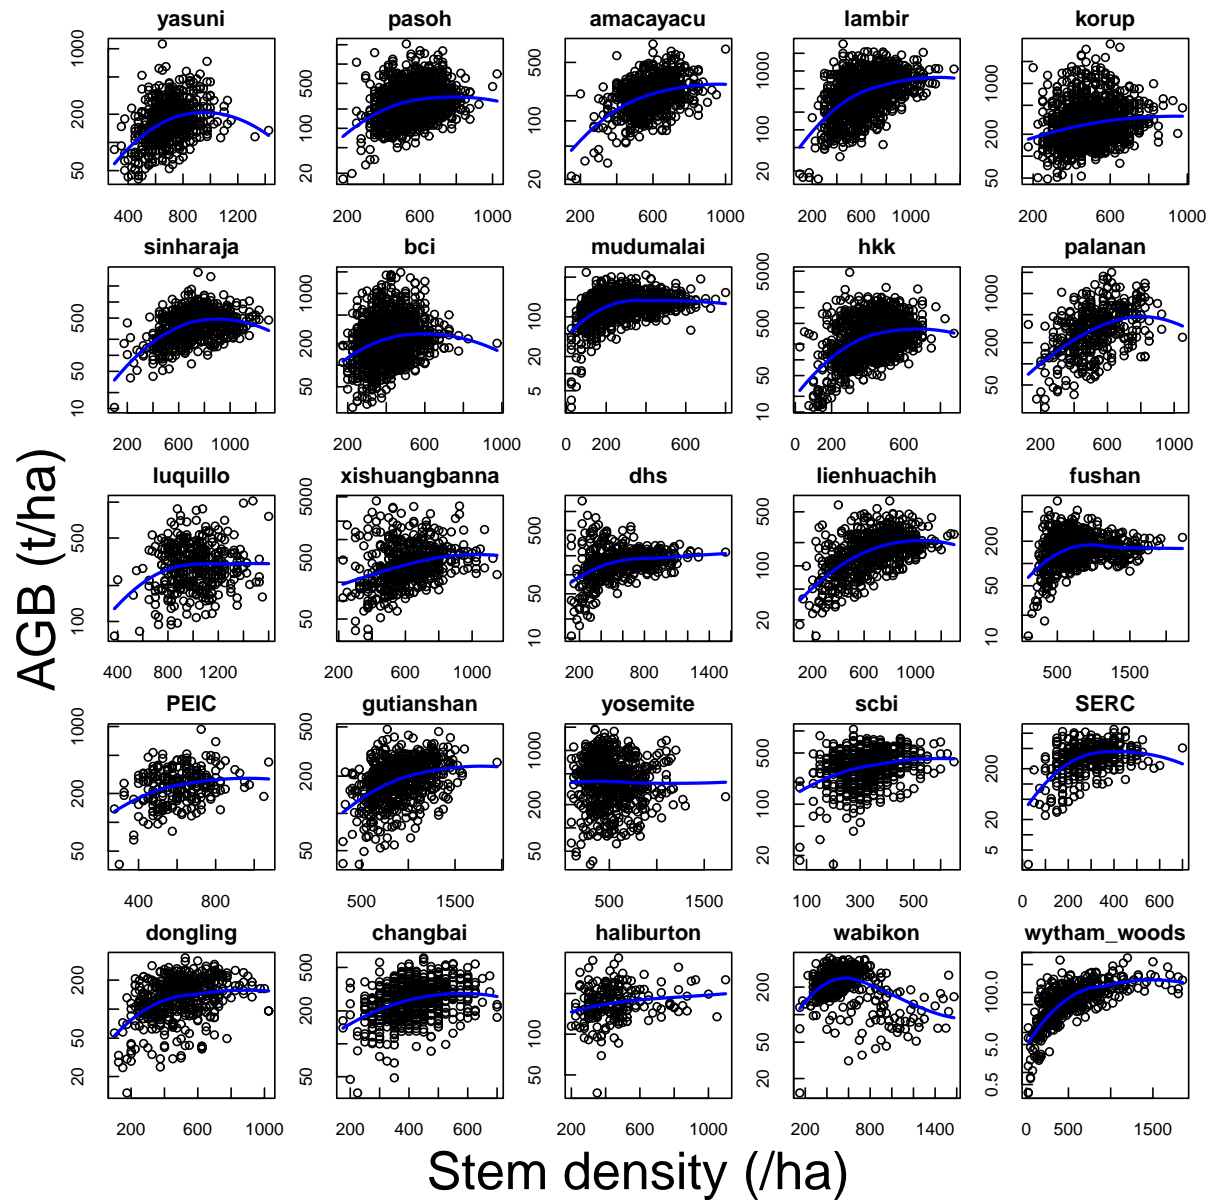 yasuni pasoh amacayacu lambir korup
50 200 1000 20 100 500 20 100 500 20 100 1000 50 200 1000
400 800 1200 200 400 600 800 1000 200 400 600 800 1000 200 600 1000 200 600 1000
sinharaja bci mudumalai hkk palanan
10 50 500 50 200 1000 5 20 100 10 50 500 5000 50 200 1000
200 600 1000 200 400 600 800 1000 0 200 600 0 200 600 200 600 1000
luquillo xishuangbanna dhs lienhuachih fushan
100 500 50 500 5000 10 50 500 20 100 500 10 50 200
400 800 1200 200 600 1000 200 800 1400 200 600 1000 500 1500
PEIC gutianshan yosemite scbi SERC
50 200 1000 50 200 500 50 200 1000 20 100 500 5 20 200
400 800 500 1500 500 1500 100 300 500 0 200 400 600
dongling changbai haliburton wabikon wytham_woods
20 50 200 50 200 500 50 100 20 50 200 0.5 5.0 100.0
200 600 1000 200 400 600 200 400 600 800 1000 200 600 1400 0 500 1500
AGB (t/ha)
Stem density (/ha)